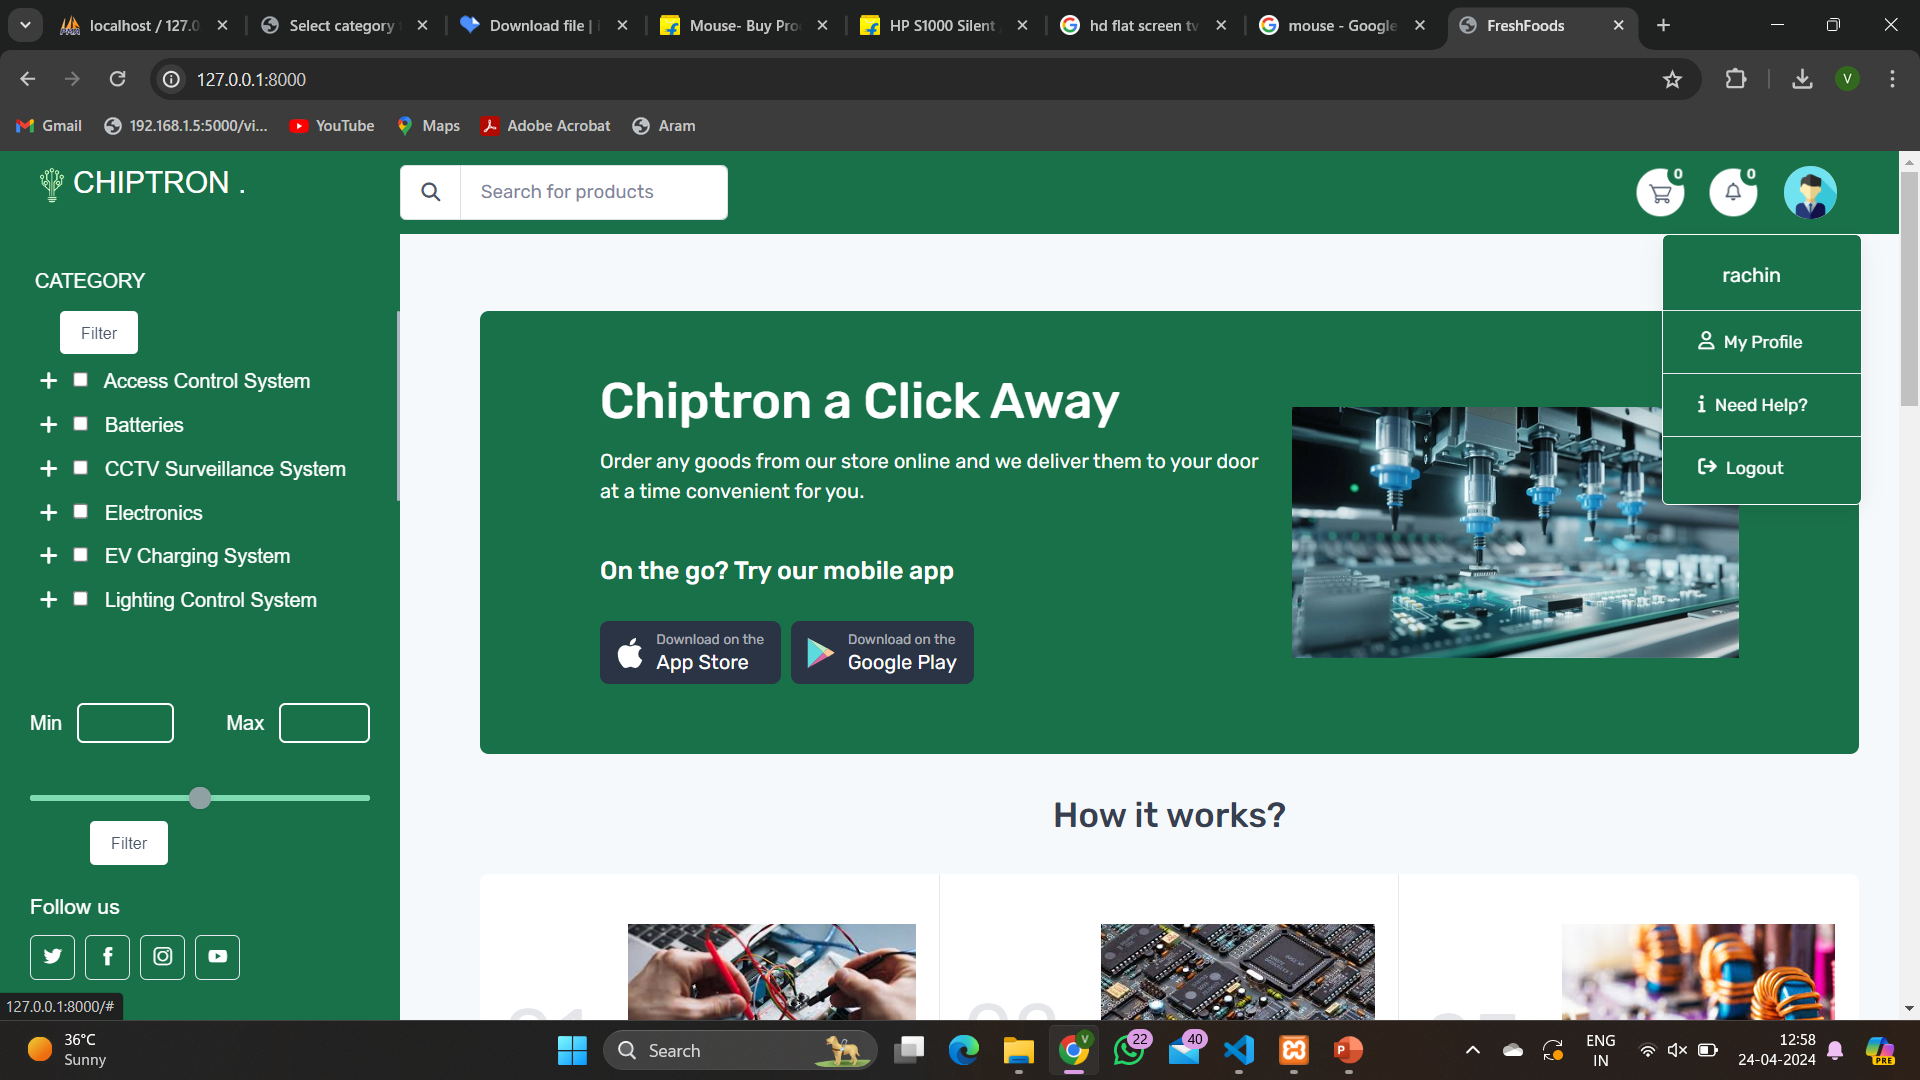 localhost / 127.0
Select category
Download file |
Mouse- Buy Pro
HP S1000 Silent
hd flat screen tv
mouse - Google
FreshFoods
127.0.0.1:8000
V
Gmail
192.168.1.5:5000/vi...
YouTube
Maps
Adobe Acrobat
Aram
CHIPTRON .
Search for products
0
0
rachin
My Profile
Need Help?
Logout
CATEGORY
Filter
Access Control System
Batteries
CCTV Surveillance System
Electronics
EV Charging System
Lighting Control System
Min
Max
Filter
Follow us
Chiptron a Click Away
Order any goods from our store online and we deliver them to your door
at a time convenient for you.
On the go? Try our mobile app
Download on the
App Store
Download on the
Google Play
How it works?
01
127.0.0.1:8000/#
36°C
Sunny
Search
V
22
40
ENG
IN
12:58
24-04-2024
PRE